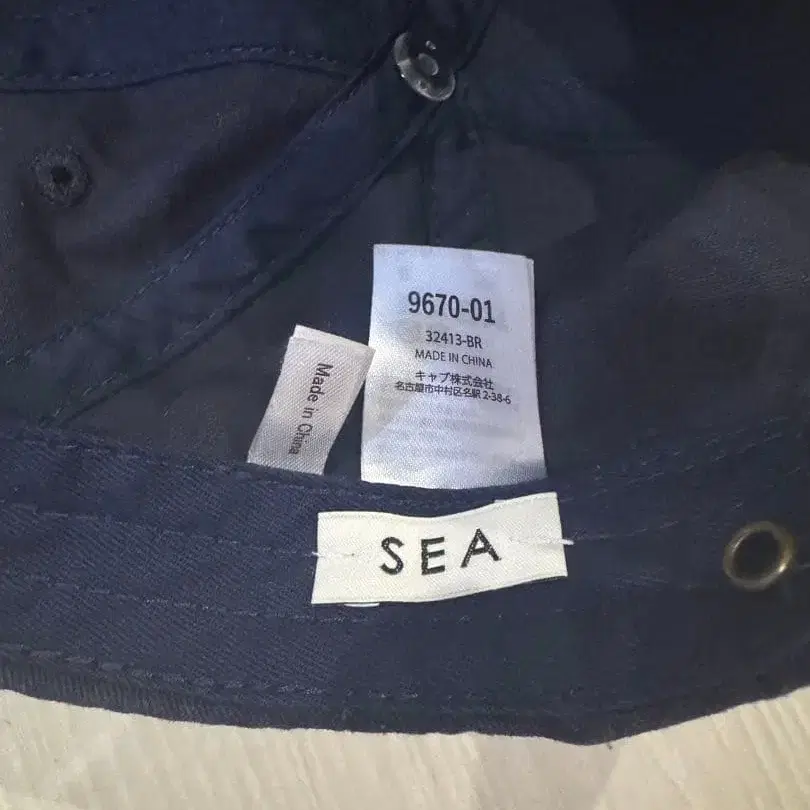 9670-01
32413-BR
MADE IN CHINA
キャブ株式会社
名古屋市中村区名駅 2-38-6
Made in China
SEA